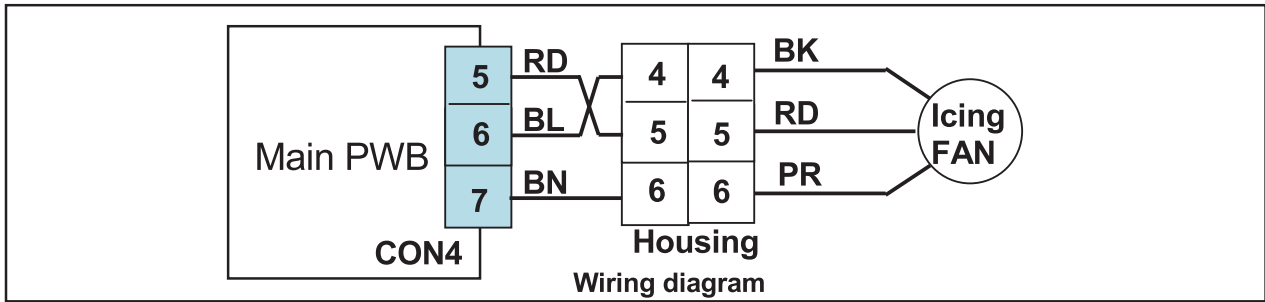 Main PWB
CON4
5
6
7
RD
BL
BN
4
5
6
4
5
6
Housing
BK
RD
PR
Icing
FAN
Wiring diagram